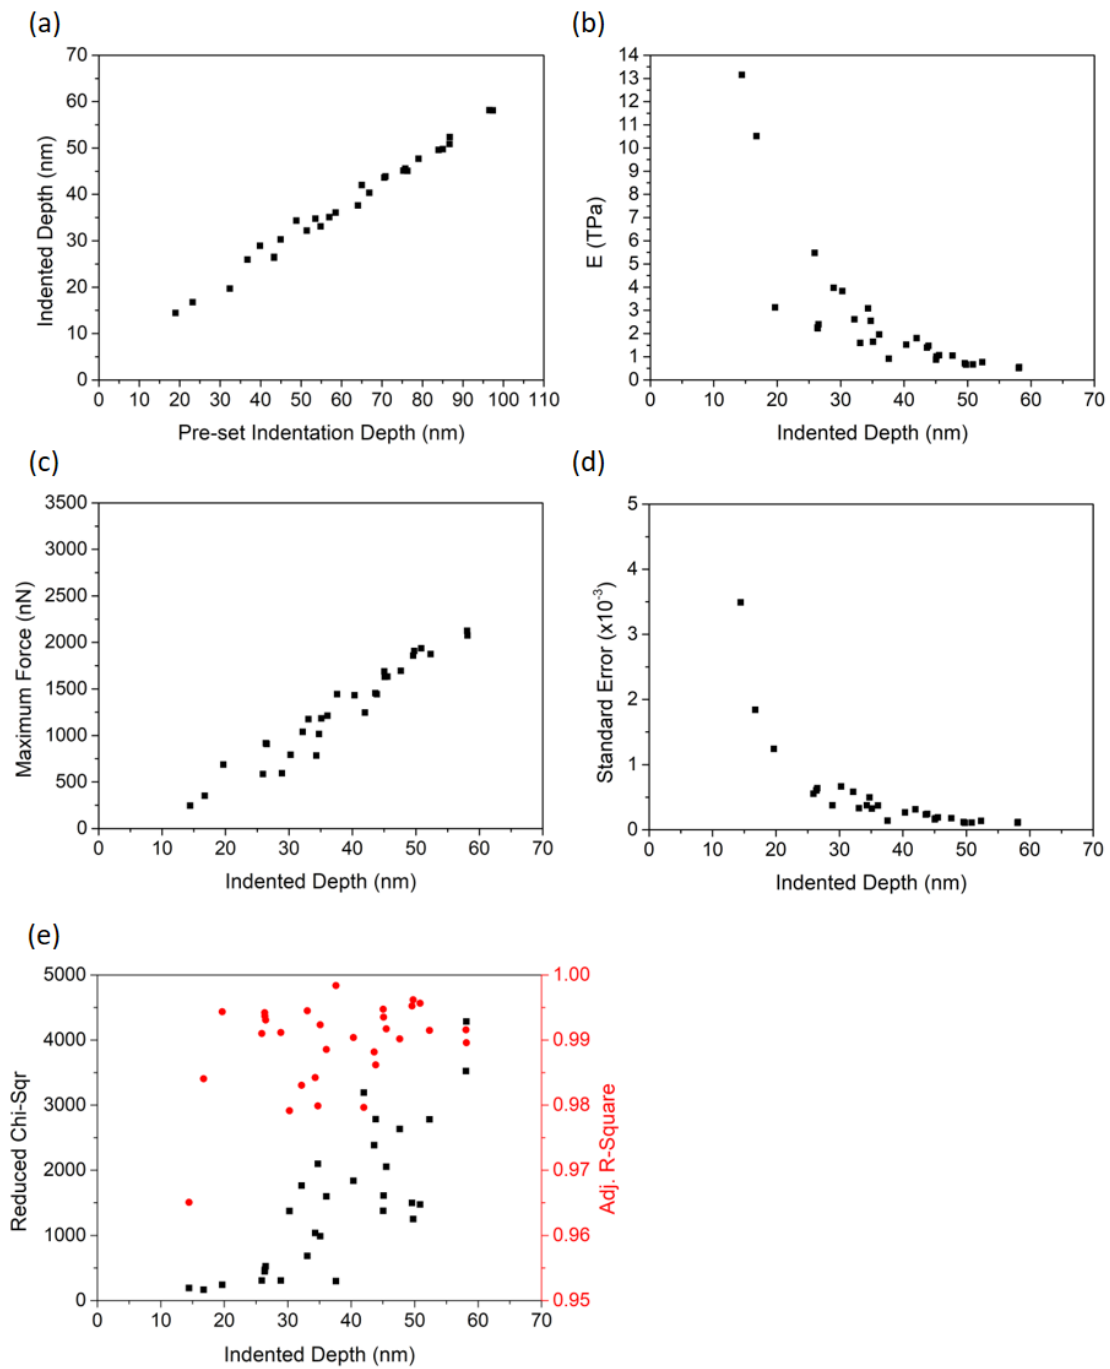 (a)
70
60
50
40
30
20
10
0
Indented Depth (nm)
0 10 20 30 40 50 60 70 80 90 100 110
Pre-set Indentation Depth (nm)
(b)
14
13
12
11
10
9
8
7
6
5
4
3
2
1
0
E (TPa)
0 10 20 30 40 50 60 70
Indented Depth (nm)
(c)
3500
3000
2500
2000
1500
1000
500
0
Maximum Force (nN)
0 10 20 30 40 50 60 70
Indented Depth (nm)
(d)
5
4
3
2
1
0
Standard Error (x10⁻³)
0 10 20 30 40 50 60 70
Indented Depth (nm)
(e)
5000
4000
3000
2000
1000
0
Reduced Chi-Sqr
1.00
0.99
0.98
0.97
0.96
0.95
Adj. R-Square
0 10 20 30 40 50 60 70
Indented Depth (nm)